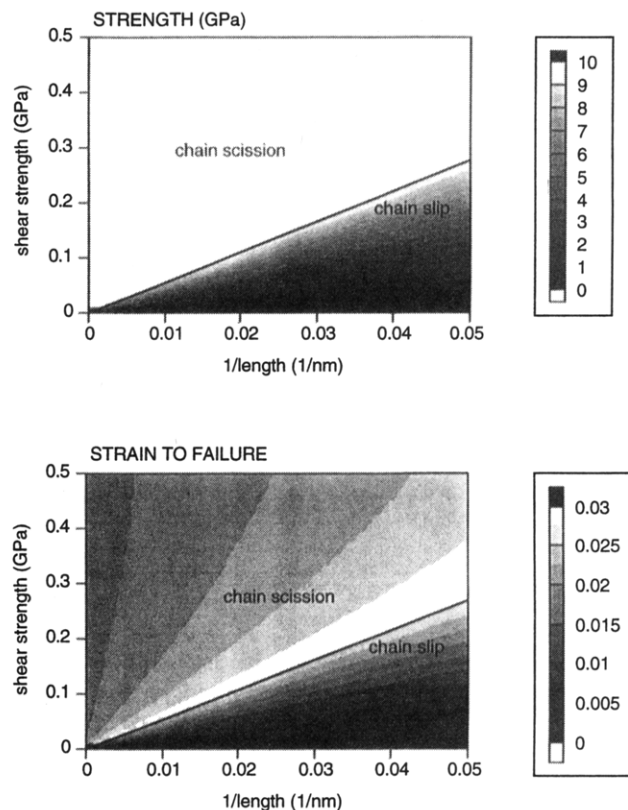 STRENGTH (GPa)
0.5
0.4
0.3
0.2
0.1
0
shear strength (GPa)
chain scission
chain slip
0 0.01 0.02 0.03 0.04 0.05
1/length (1/nm)
10
9
8
7
6
5
4
3
2
1
0
STRAIN TO FAILURE
0.5
0.4
0.3
0.2
0.1
0
shear strength (GPa)
chain scission
chain slip
0 0.01 0.02 0.03 0.04 0.05
1/length (1/nm)
0.03
0.025
0.02
0.015
0.01
0.005
0